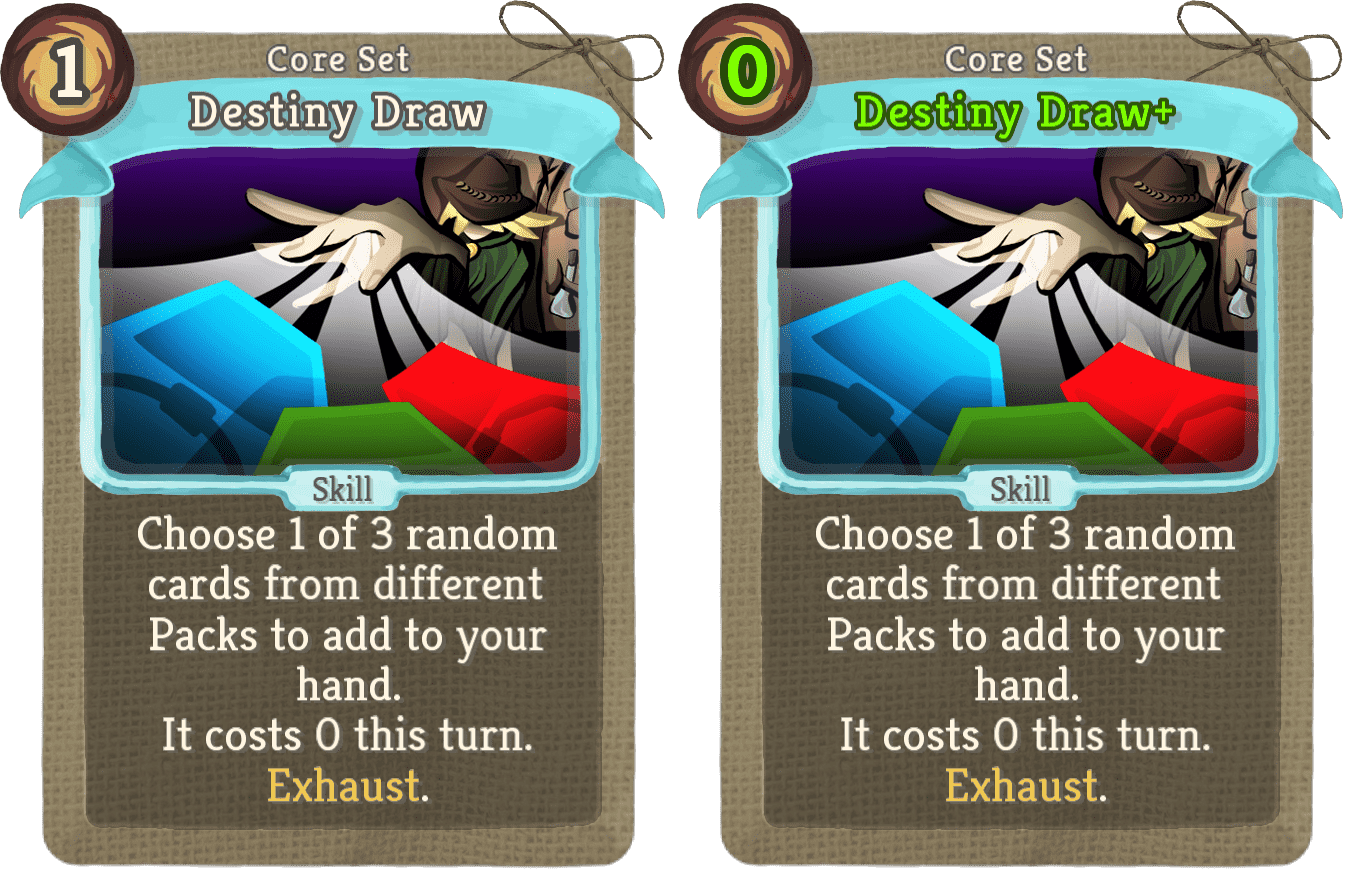 1
Core Set
Destiny Draw
Skill
Choose 1 of 3 random
cards from different
Packs to add to your
hand.
It costs 0 this turn.
Exhaust.
0
Core Set
Destiny Draw+
Skill
Choose 1 of 3 random
cards from different
Packs to add to your
hand.
It costs 0 this turn.
Exhaust.